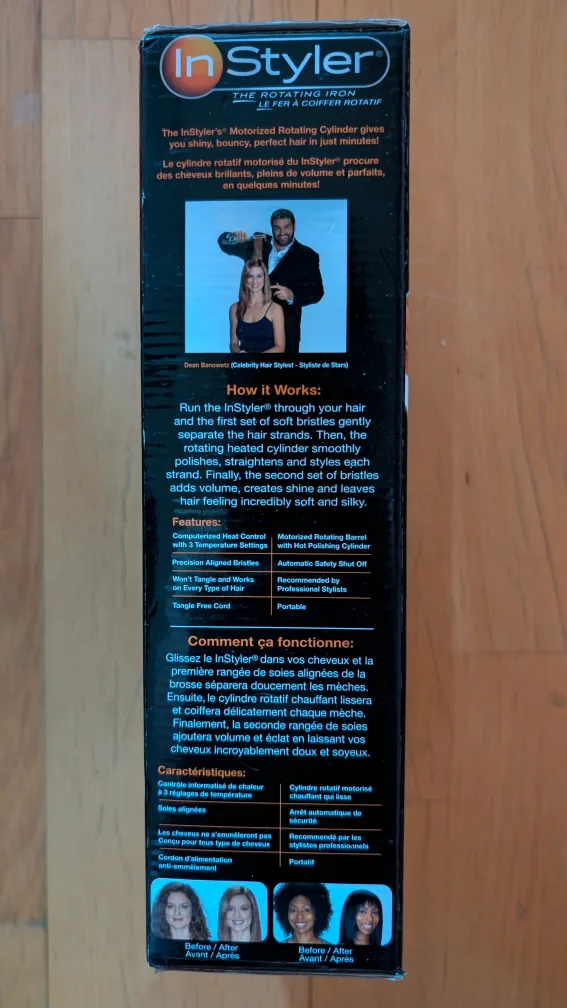 InStyler®
THE ROTATING IRON
LE FER À COIFFER ROTATIF
The InStyler's® Motorized Rotating Cylinder gives
you shiny, bouncy, perfect hair in just minutes!
Le cylindre rotatif motorisé du InStyler® procure
des cheveux brillants, pleins de volume et parfaits,
en quelques minutes!
Dean Banowetz (Celebrity Hair Stylest - Styliste de Stars)
How it Works:
Run the InStyler® through your hair
and the first set of soft bristles gently
separate the hair strands. Then, the
rotating heated cylinder smoothly
polishes, straightens and styles each
strand. Finally, the second set of bristles
adds volume, creates shine and leaves
hair feeling incredibly soft and silky.
Features:
Computerized Heat Control
with 3 Temperature Settings
Motorized Rotating Barrel
with Hot Polishing Cylinder
Precision Aligned Bristles
Automatic Safety Shut Off
Won't Tangle and Works
on Every Type of Hair
Recommended by
Professional Stylists
Tangle Free Cord
Portable
Comment ça fonctionne:
Glissez le InStyler® dans vos cheveux et la
première rangée de soies alignées de la
brosse séparera doucement les mèches.
Ensuite, le cylindre rotatif chauffant lissera
et coiffera délicatement chaque mèche.
Finalement, la seconde rangée de soies
ajoutera volume et éclat en laissant vos
cheveux incroyablement doux et soyeux.
Caractéristiques:
Contrôle informatisé de chaleur
à 3 réglages de température
Cylindre rotatif motorisé
chauffant qui lisse
Soies alignées
Arrêt automatique de
sécurité
Les cheveux ne s'emmêleront pas
Conçu pour tous type de cheveux
Recommendé par les
stylistes professionnels
Cordon d'alimentation
anti-emmêlement
Portatif
Before / After
Avant / Après
Before / After
Avant / Après